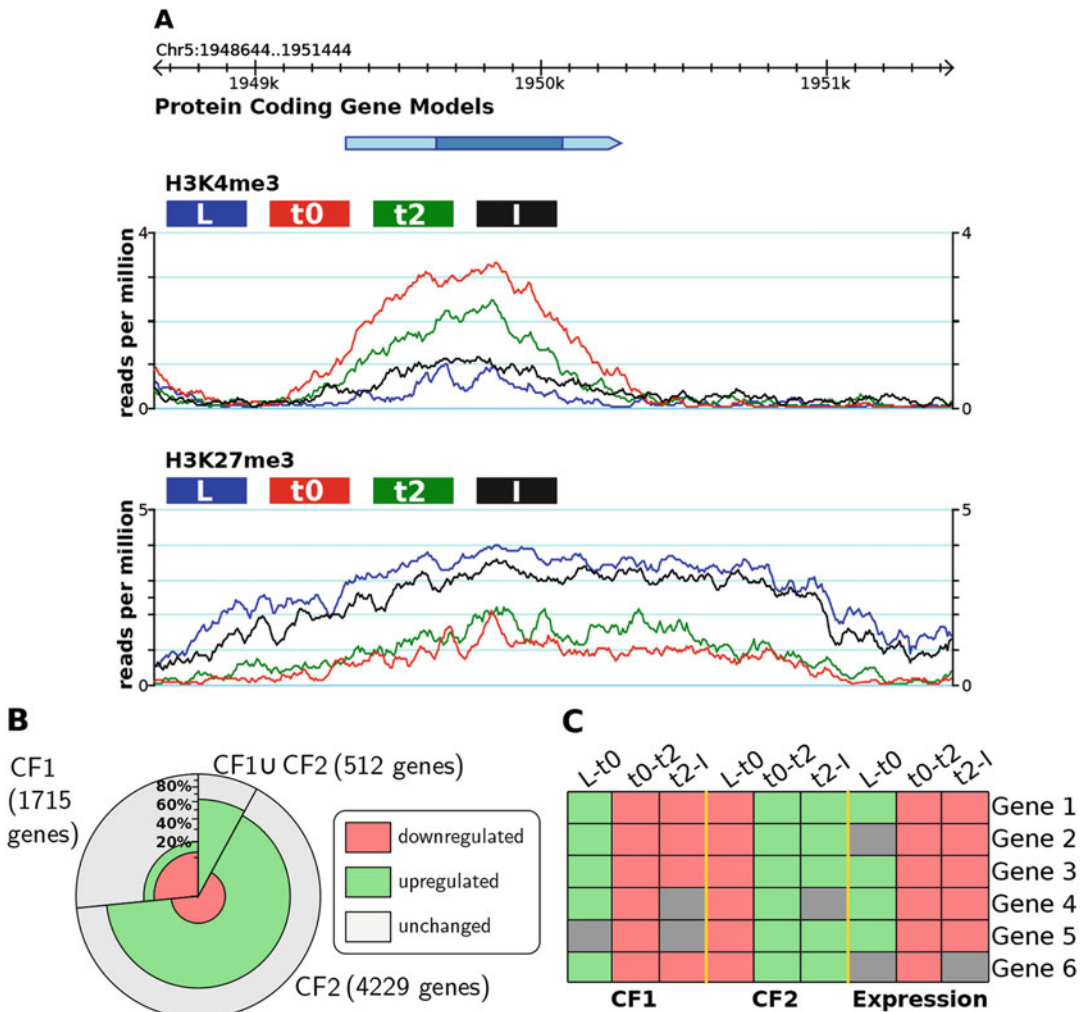 A
Chr5:1948644..1951444
1949k 1950k 1951k
Protein Coding Gene Models
H3K4me3
L t0 t2 I
4 4
reads per million
0 0
H3K27me3
L t0 t2 I
5 5
reads per million
0 0
B
CF1
(1715
genes)
CF1∪ CF2 (512 genes)
80%
60%
40%
20%
downregulated
upregulated
unchanged
CF2 (4229 genes)
C
L-t0 t0-t2 t2-I L-t0 t0-t2 t2-I L-t0 t0-t2 t2-I
Gene 1
Gene 2
Gene 3
Gene 4
Gene 5
Gene 6
CF1 CF2 Expression